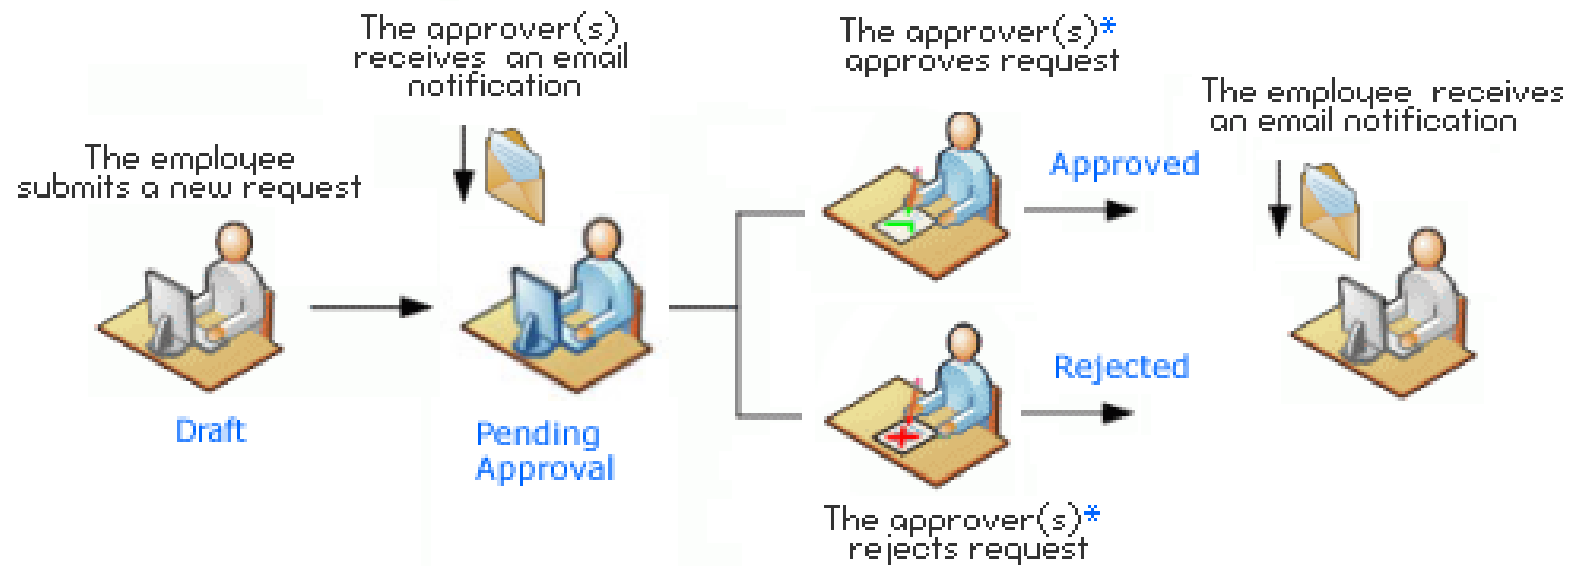 The employee
submits a new request
Draft
The approver(s)
receives an email
notification
Pending
Approval
The approver(s)*
approves request
Approved
The approver(s)*
rejects request
Rejected
The employee receives
an email notification